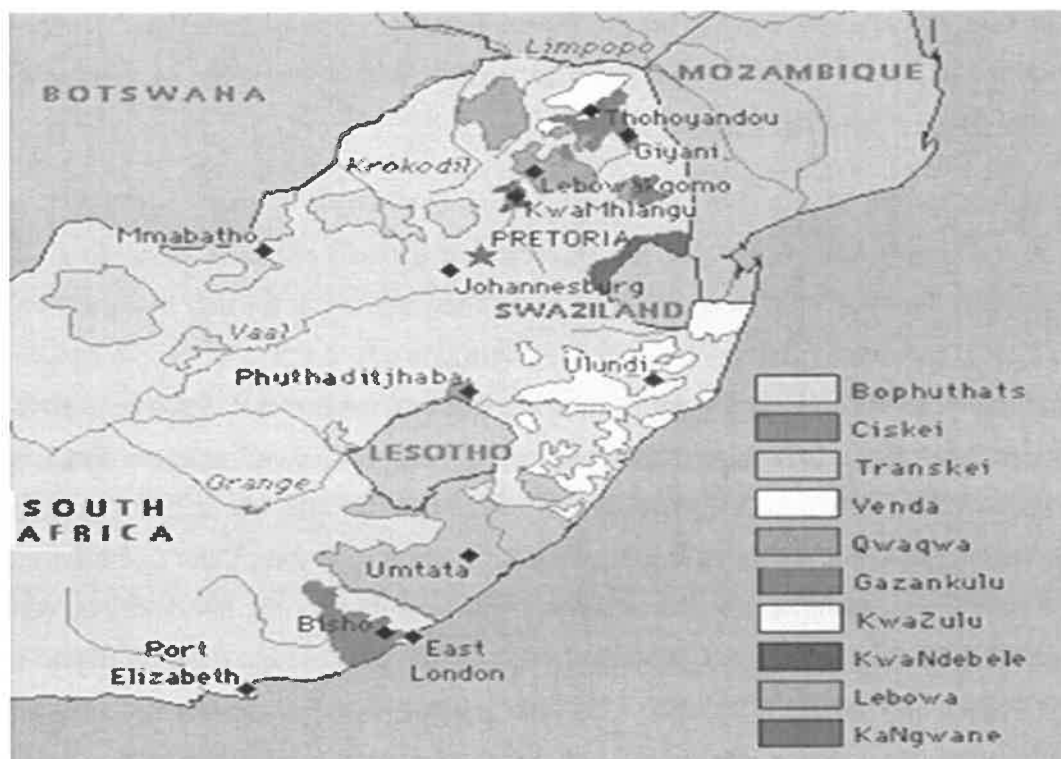 Limpopo
MOZAMBIQUE
BOTSWAHA
Thohoyandou
Giyani
Krokodil
Lebowakgomo
KwaMhlangu
Mmabatho
PRETORIA
Johannesburg
SWAZILAND
Vaal
Ulundi
Phuthaditjhaba
LESOTHO
Orange
SOUTH
AFRICA
Umtata
Bisho
East
London
Port
Elizabeth
Bophuthats
Ciskei
Transkei
Venda
Qwaqwa
Gazankulu
KwaZulu
KwaNdebele
Lebowa
KaNgwane